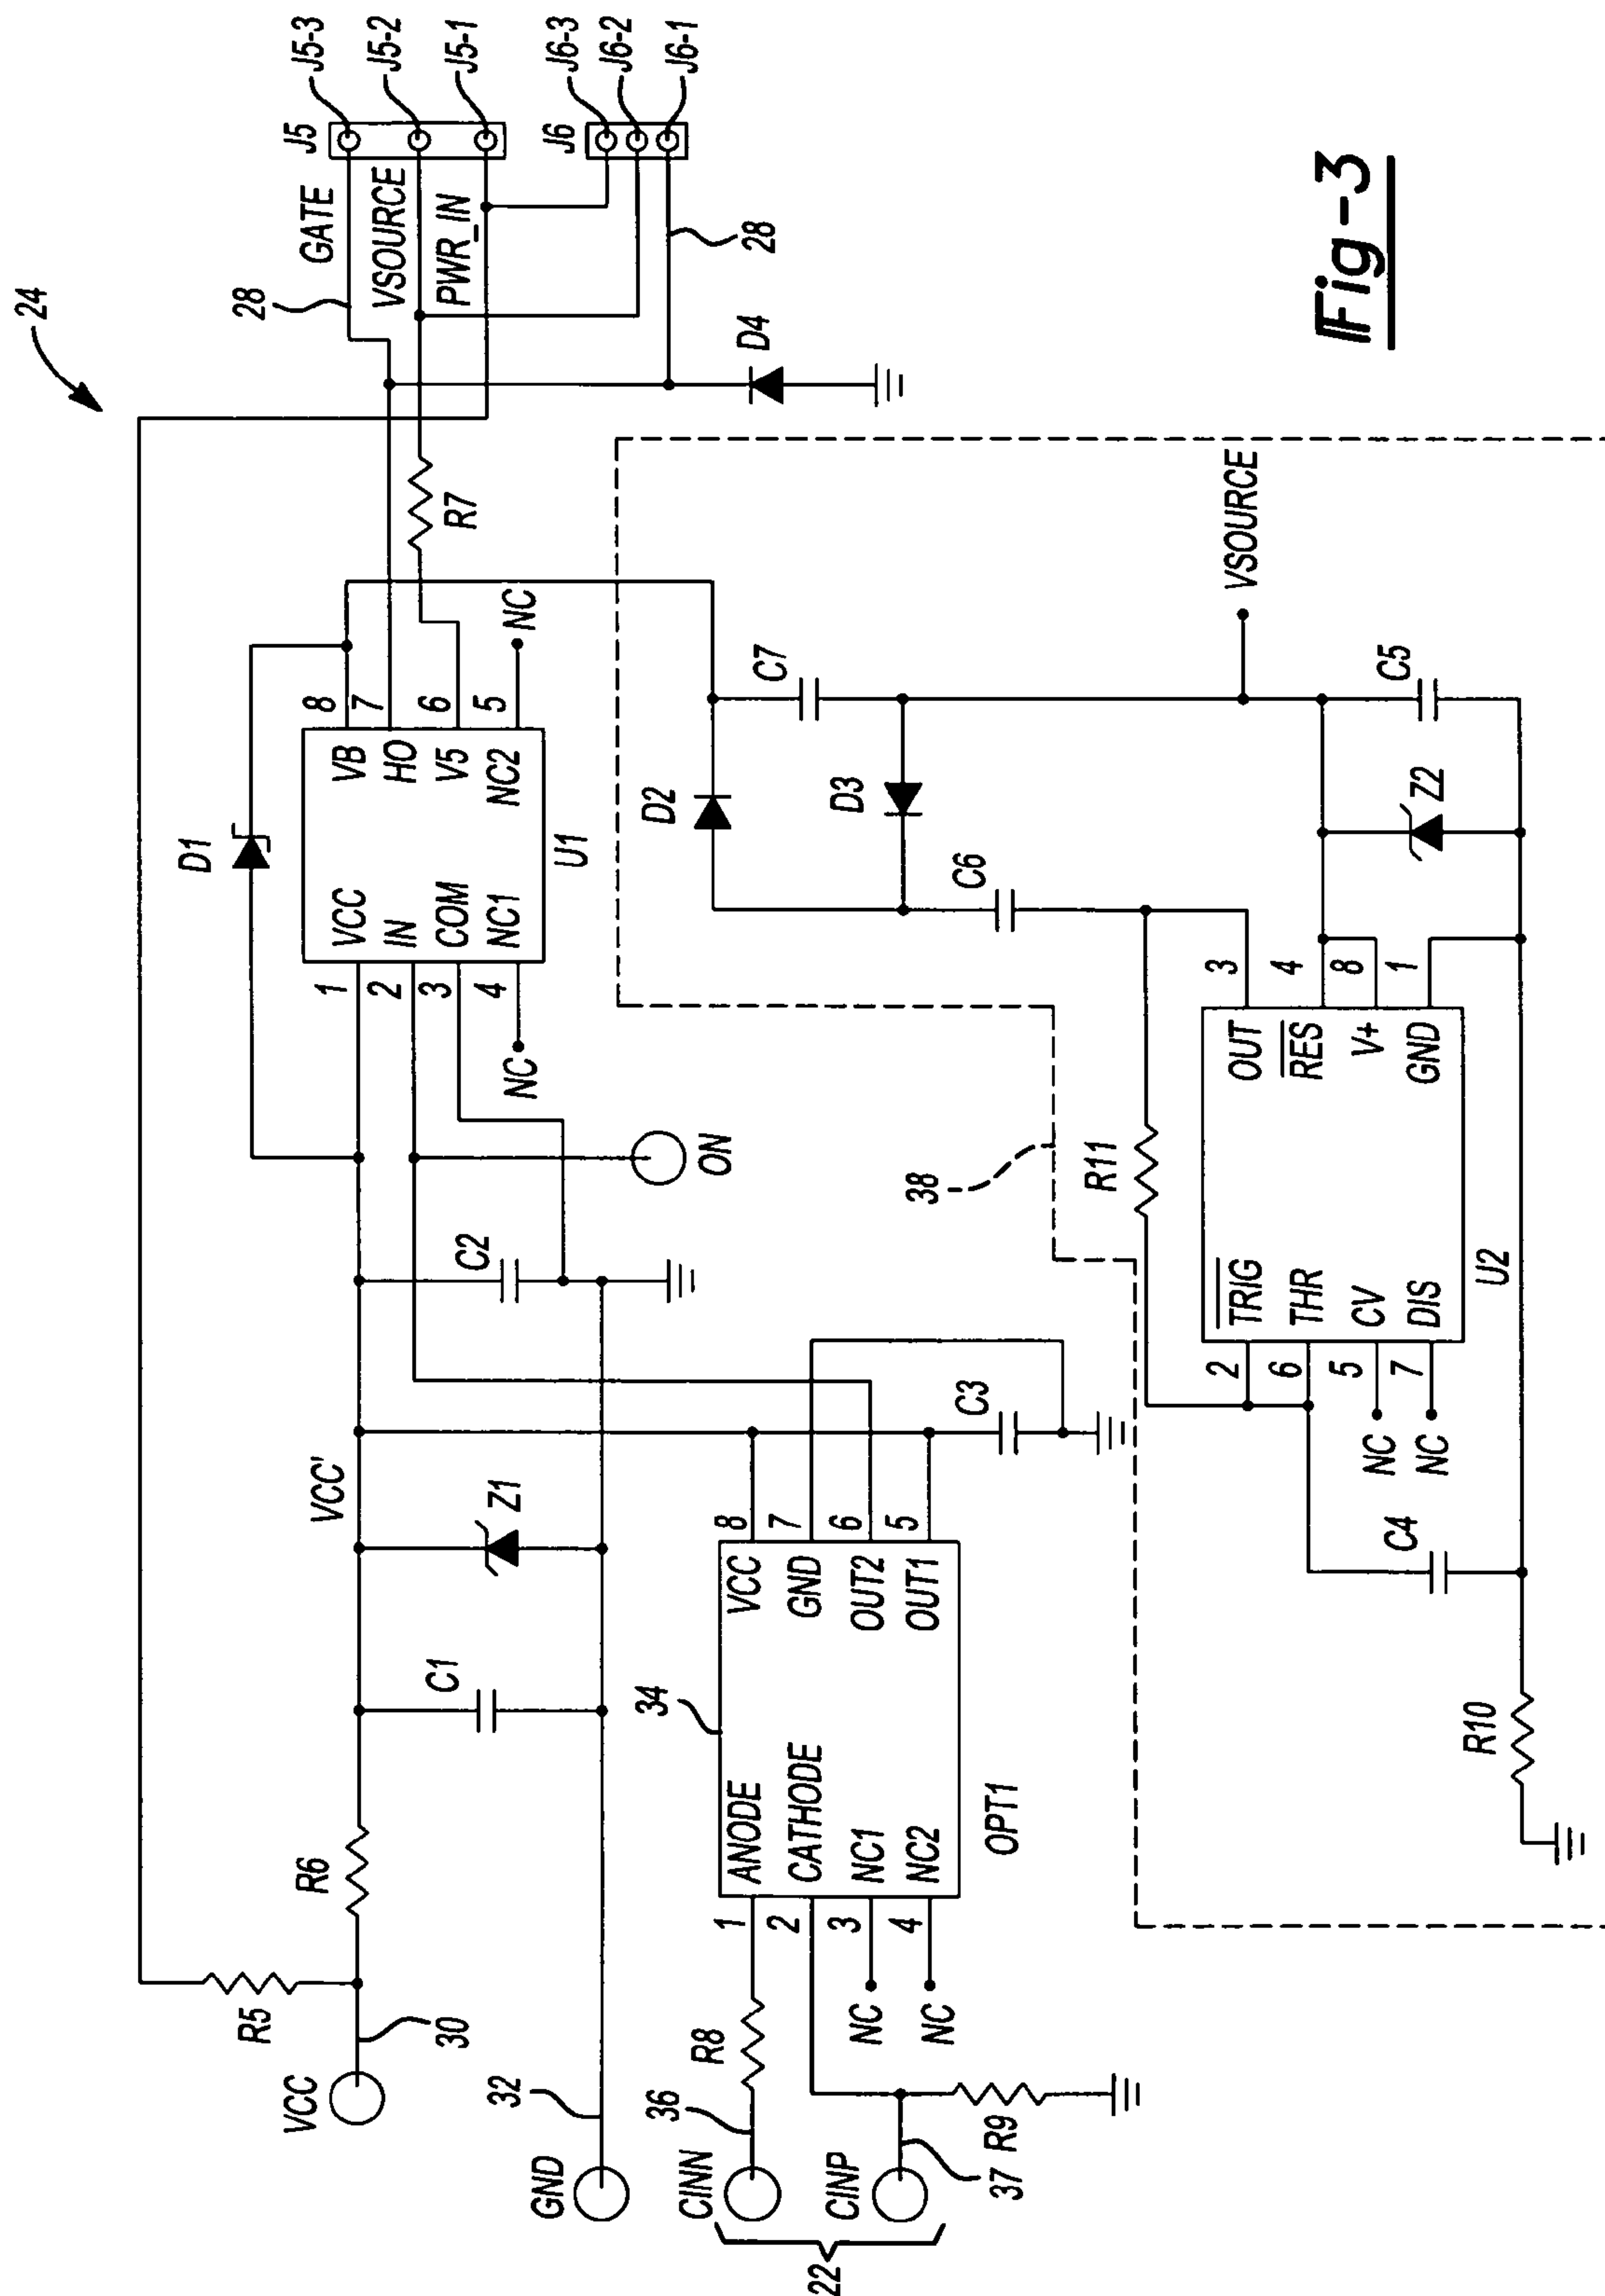 24
J5
J5-3
J5-2
J5-1
GATE
VSOURCE
PWR_IN
28
J6
J6-3
J6-2
J6-1
28
D4
R7
D1
VCC
IN
COM
NC1
VB
HO
V5
NC2
1
2
3
4
8
7
6
5
NC
NC
U1
ON
C2
VCC'
Z1
C1
R6
R5
VCC
30
32
GND
34
ANODE
CATHODE
NC1
NC2
VCC
GND
OUT2
OUT1
1
2
3
4
8
7
6
5
OPT1
C3
NC
NC
R8
36
CINN
CINP
37
R9
22
38
D2
C7
D3
C6
VSOURCE
C5
Z2
R11
TRIG
THR
CV
DIS
OUT
RES
V+
GND
2
6
5
7
3
4
8
1
U2
NC
NC
C4
R10
Fig-3